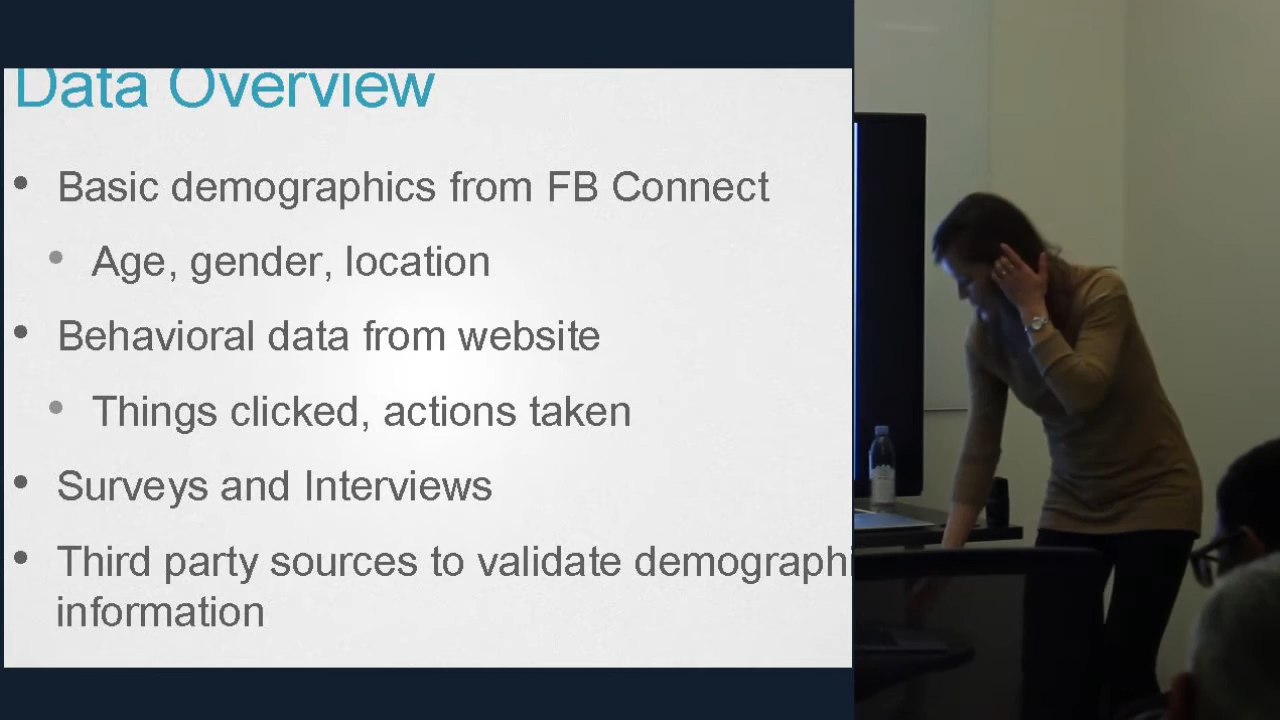 Data Overview
• Basic demographics from FB Connect
• Age, gender, location
• Behavioral data from website
• Things clicked, actions taken
• Surveys and Interviews
• Third party sources to validate demographi
information